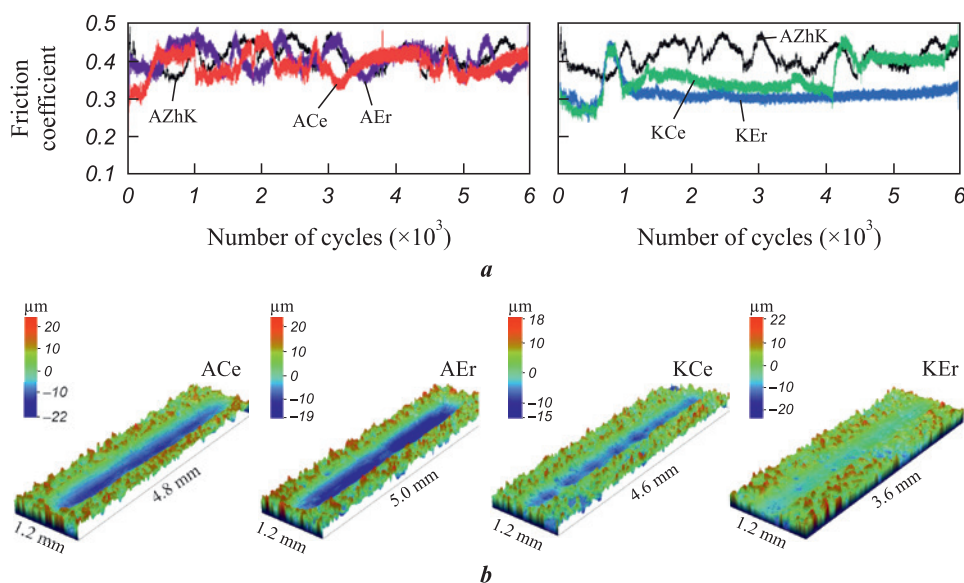 Friction
coefficient
0.5
0.4
0.3
0.2
0.1
AZhK
ACe
AEr
0 1 2 3 4 5 6
Number of cycles (×10³)
AZhK
KCe
KEr
0 1 2 3 4 5 6
Number of cycles (×10³)
a
µm
20
10
0
−10
−22
ACe
4.8 mm
1.2 mm
µm
20
10
0
−10
−19
AEr
5.0 mm
1.2 mm
µm
18
10
0
−10
−15
KCe
4.6 mm
1.2 mm
µm
22
10
0
−10
−20
KEr
3.6 mm
1.2 mm
b